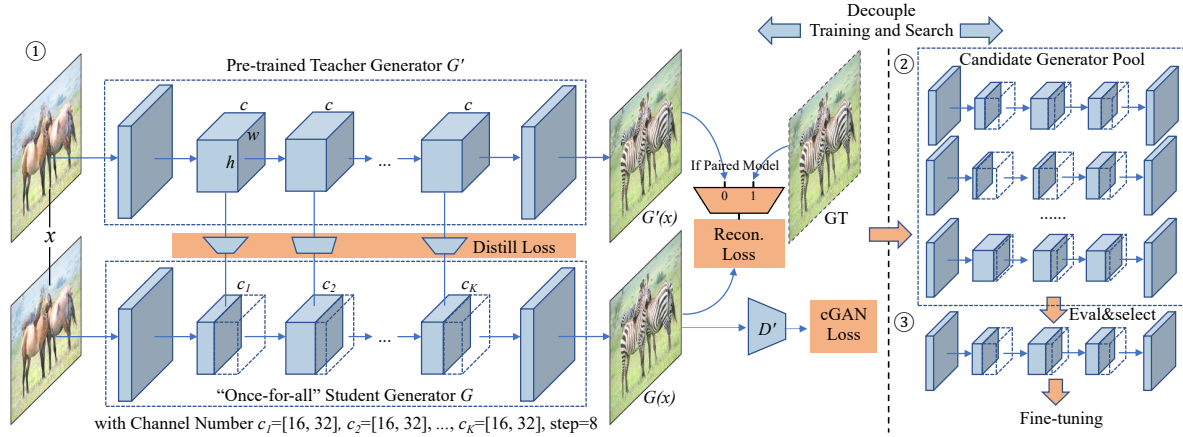 Decouple
Training and Search
①
Pre-trained Teacher Generator G'
c
c
c
w
h
...
G'(x)
If Paired Model
0 1
GT
Recon.
Loss
x
Distill Loss
c1
c2
cK
...
D'
cGAN
Loss
G(x)
"Once-for-all" Student Generator G
with Channel Number c1=[16, 32], c2=[16, 32], ..., cK=[16, 32], step=8
②
Candidate Generator Pool
......
Eval&select
③
Fine-tuning